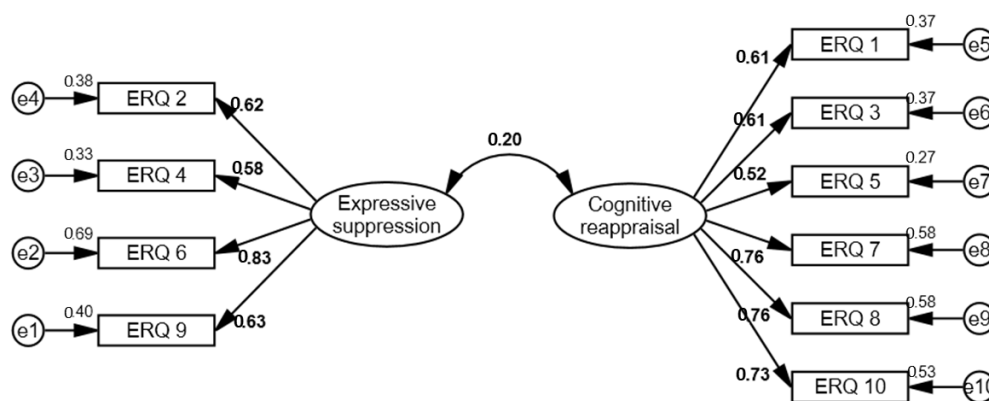 0.38
e4
ERQ 2
0.62
0.33
e3
ERQ 4
0.58
0.69
e2
ERQ 6
0.83
0.40
e1
ERQ 9
0.63
Expressive
suppression
0.20
Cognitive
reappraisal
0.61
ERQ 1
0.37
e5
0.61
ERQ 3
0.37
e6
0.52
ERQ 5
0.27
e7
0.76
ERQ 7
0.58
e8
0.76
ERQ 8
0.58
e9
0.73
ERQ 10
0.53
e10